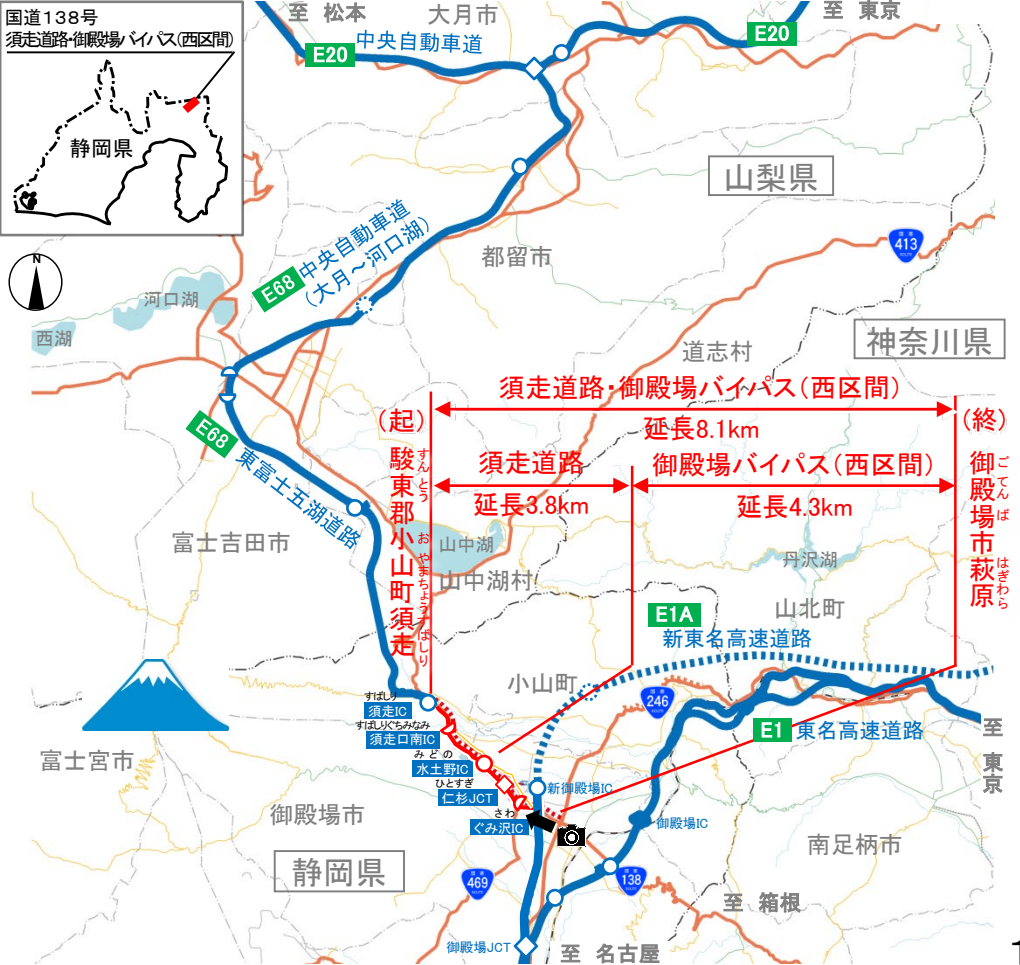 国道138号
須走道路・御殿場バイパス(西区間)
静岡県
至 松本
大月市
至 東京
E20
中央自動車道
E20
山梨県
N
E68
中央自動車道
(大月～河口湖)
都留市
国道
413
ROUTE
河口湖
西湖
神奈川県
道志村
須走道路・御殿場バイパス(西区間)
延長8.1km
(起)
(終)
須走道路
延長3.8km
御殿場バイパス(西区間)
延長4.3km
駿東郡小山町須走
すんとう
おやまちょうすばしり
御殿場市萩原
ごてんば
はぎわら
E68
東富士五湖道路
富士吉田市
山中湖
山中湖村
丹沢湖
山北町
E1A
新東名高速道路
小山町
国道
246
ROUTE
すばしり
須走IC
すばしりぐちみなみ
須走口南IC
みどの
水土野IC
ひとすぎ
仁杉JCT
さわ
ぐみ沢IC
E1
東名高速道路
至 東京
富士宮市
御殿場市
新御殿場IC
御殿場IC
南足柄市
静岡県
国道
469
ROUTE
国道
138
ROUTE
至 箱根
御殿場JCT
至 名古屋